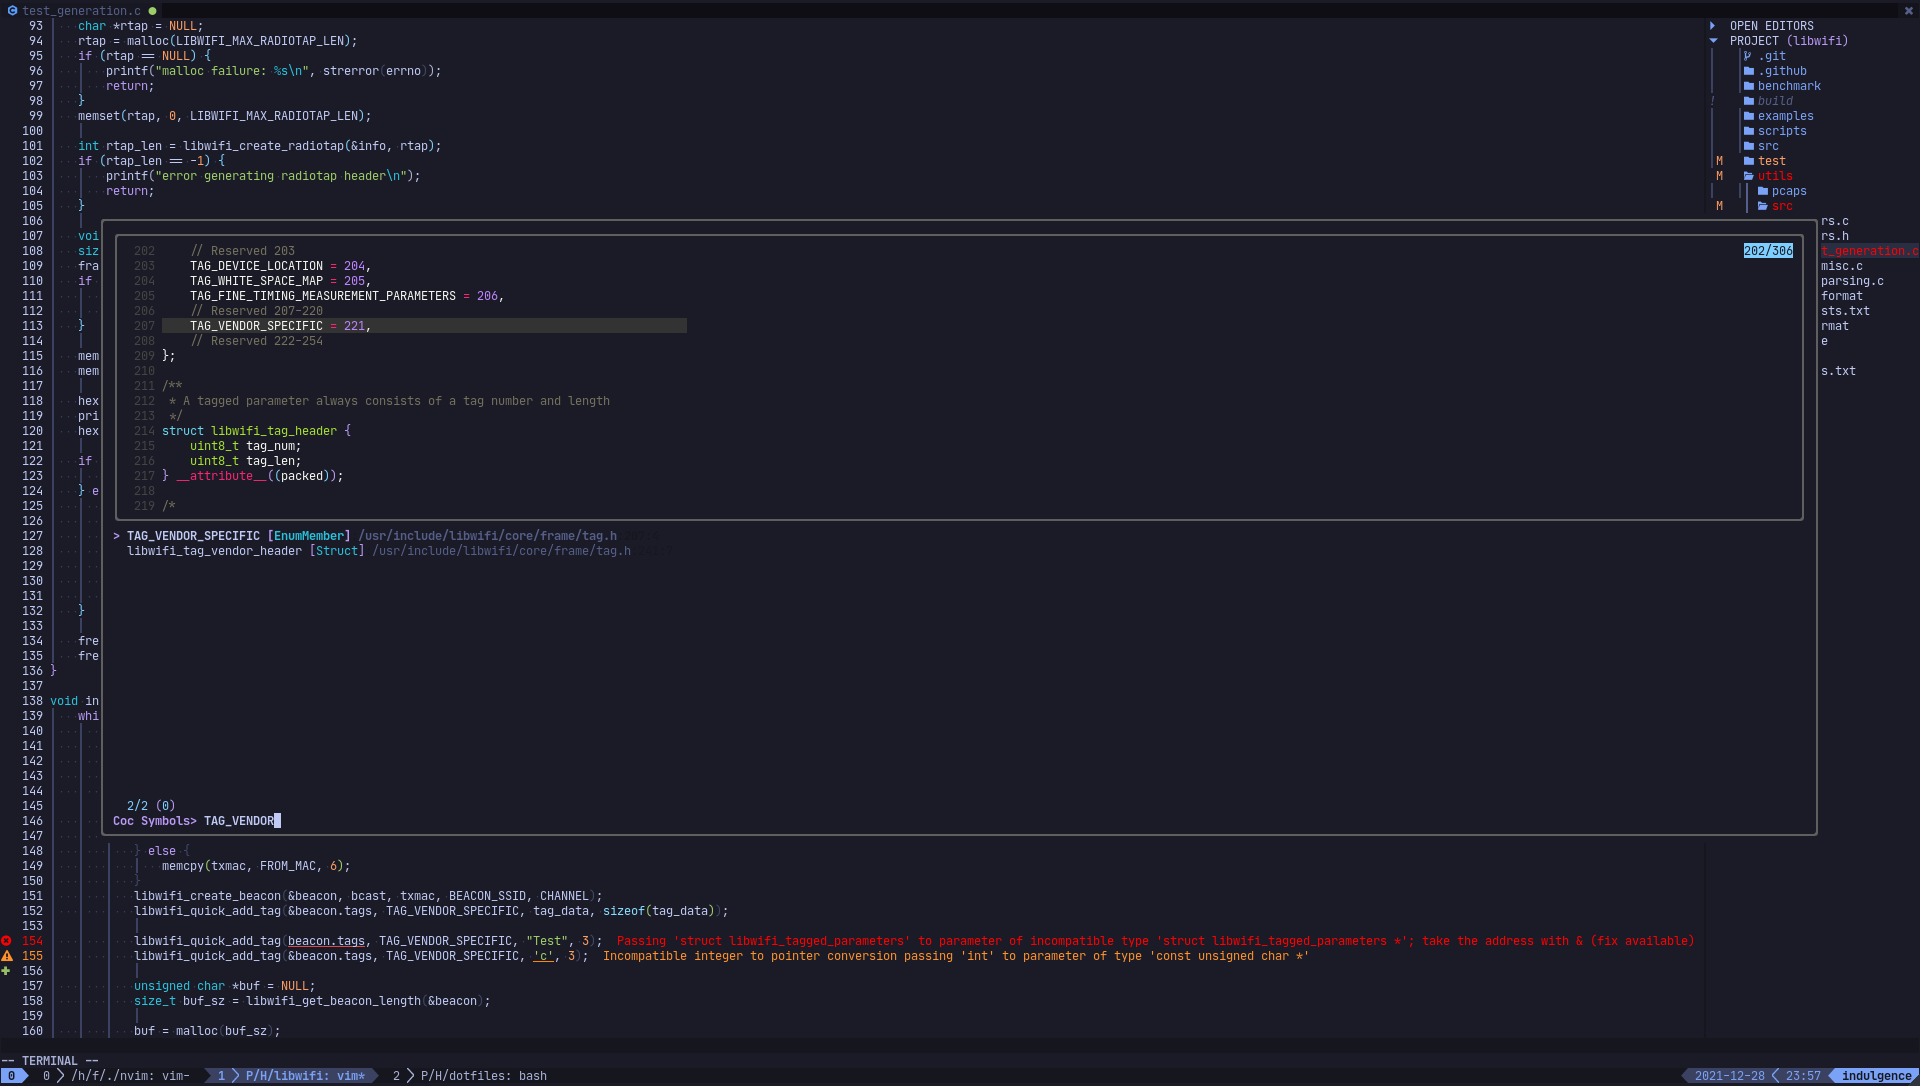 test_generation.c
93 char *rtap = NULL;
94 rtap = malloc(LIBWIFI_MAX_RADIOTAP_LEN);
95 if (rtap == NULL) {
96 printf("malloc failure: %s\n", strerror(errno));
97 return;
98 }
99 memset(rtap, 0, LIBWIFI_MAX_RADIOTAP_LEN);
100
101 int rtap_len = libwifi_create_radiotap(&info, rtap);
102 if (rtap_len == -1) {
103 printf("error generating radiotap header\n");
104 return;
105 }
106
107 voi
108 siz
109 fra
110 if
111
112
113 }
114
115 mem
116 mem
117
118 hex
119 pri
120 hex
121
122 if
123
124 } e
125
126
127
128
129
130
131
132 }
133
134 fre
135 fre
136 }
137
138 void in
139 whi
140
141
142
143
144
145
146
147
202 // Reserved 203
203 TAG_DEVICE_LOCATION = 204,
204 TAG_WHITE_SPACE_MAP = 205,
205 TAG_FINE_TIMING_MEASUREMENT_PARAMETERS = 206,
206 // Reserved 207-220
207 TAG_VENDOR_SPECIFIC = 221,
208 // Reserved 222-254
209 };
210
211 /**
212 * A tagged parameter always consists of a tag number and length
213 */
214 struct libwifi_tag_header {
215 uint8_t tag_num;
216 uint8_t tag_len;
217 } __attribute__((packed));
218
219 /*
202/306
> TAG_VENDOR_SPECIFIC [EnumMember] /usr/include/libwifi/core/frame/tag.h
libwifi_tag_vendor_header [Struct] /usr/include/libwifi/core/frame/tag.h
2/2 (0)
Coc Symbols> TAG_VENDOR
148 } else {
149 memcpy(txmac, FROM_MAC, 6);
150 }
151 libwifi_create_beacon(&beacon, bcast, txmac, BEACON_SSID, CHANNEL);
152 libwifi_quick_add_tag(&beacon.tags, TAG_VENDOR_SPECIFIC, tag_data, sizeof(tag_data));
153
154 libwifi_quick_add_tag(beacon.tags, TAG_VENDOR_SPECIFIC, "Test", 3); Passing 'struct libwifi_tagged_parameters' to parameter of incompatible type 'struct libwifi_tagged_parameters *'; take the address with & (fix available)
155 libwifi_quick_add_tag(&beacon.tags, TAG_VENDOR_SPECIFIC, 'c', 3); Incompatible integer to pointer conversion passing 'int' to parameter of type 'const unsigned char *'
156
157 unsigned char *buf = NULL;
158 size_t buf_sz = libwifi_get_beacon_length(&beacon);
159
160 buf = malloc(buf_sz);
OPEN EDITORS
PROJECT (libwifi)
.git
.github
benchmark
! build
examples
scripts
src
M test
M utils
pcaps
M src
rs.c
rs.h
t_generation.c
misc.c
parsing.c
format
sts.txt
rmat
e
s.txt
-- TERMINAL --
0 0 /h/f/./nvim: vim- 1 P/H/libwifi: vim* 2 P/H/dotfiles: bash 2021-12-28 23:57 indulgence